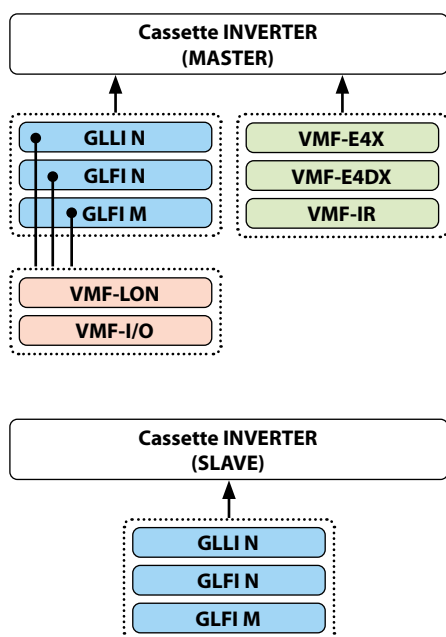 Cassette INVERTER
(MASTER)
GLLI N
GLFI N
GLFI M
VMF-E4X
VMF-E4DX
VMF-IR
VMF-LON
VMF-I/O
Cassette INVERTER
(SLAVE)
GLLI N
GLFI N
GLFI M